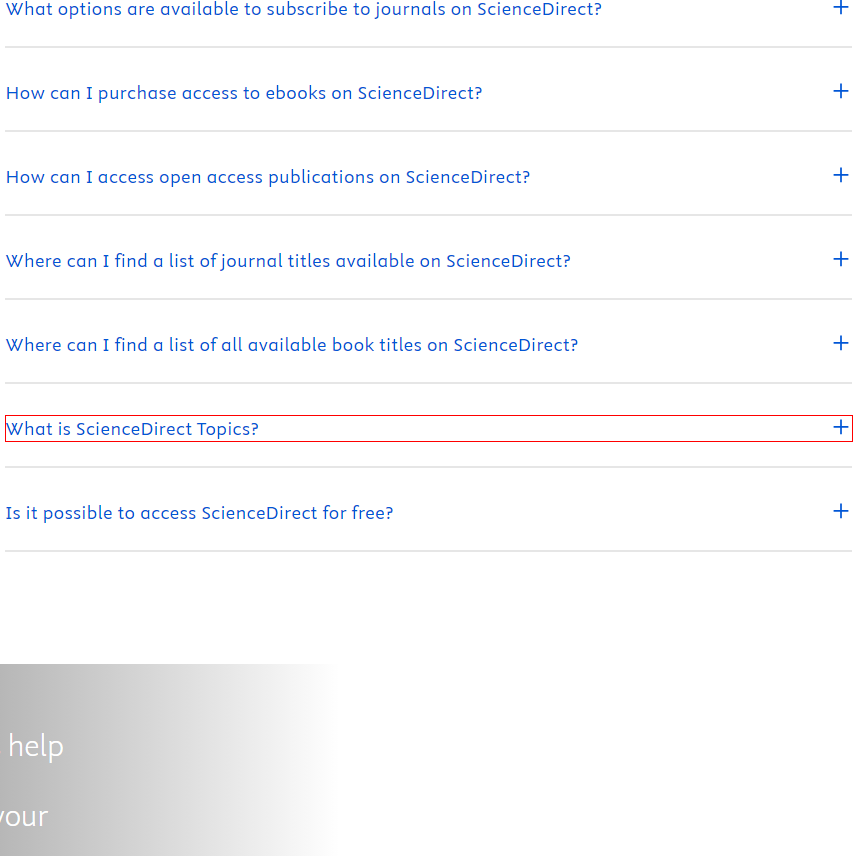 What options are available to subscribe to journals on ScienceDirect?
How can I purchase access to ebooks on ScienceDirect?
How can I access open access publications on ScienceDirect?
Where can I find a list of journal titles available on ScienceDirect?
Where can I find a list of all available book titles on ScienceDirect?
What is ScienceDirect Topics?
Is it possible to access ScienceDirect for free?
help
your